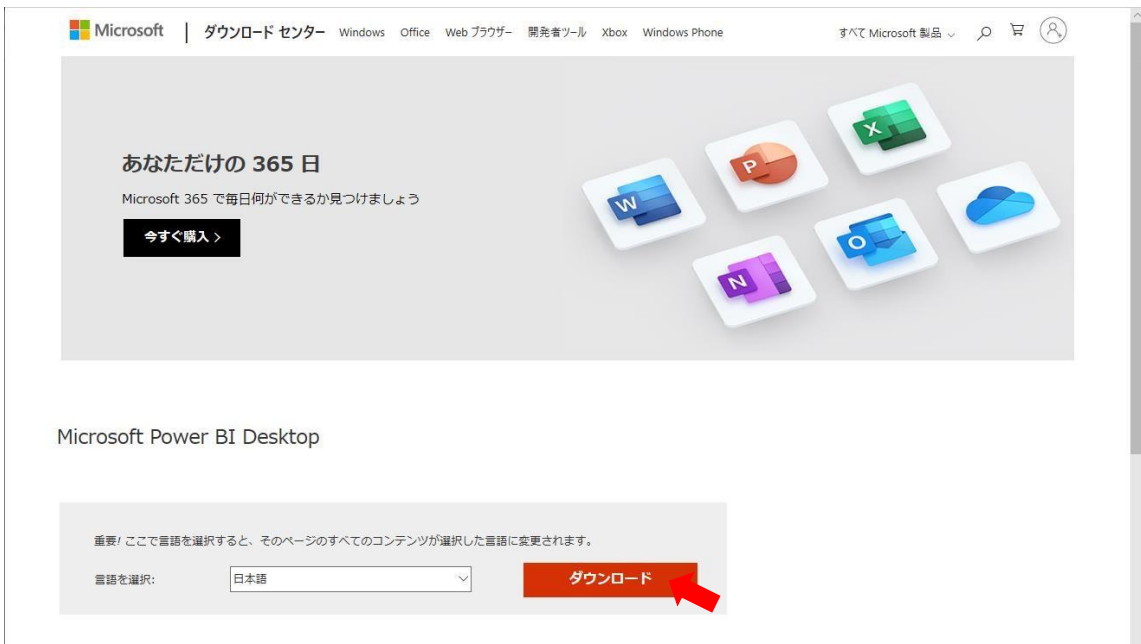 Microsoft
ダウンロード センター
Windows Office Web ブラウザー 開発者ツール Xbox Windows Phone
すべて Microsoft 製品
あなただけの 365 日
Microsoft 365 で毎日何ができるか見つけましょう
今すぐ購入 >
W
P
X
N
O
Microsoft Power BI Desktop
重要! ここで言語を選択すると、そのページのすべてのコンテンツが選択した言語に変更されます。
言語を選択: 日本語 ダウンロード